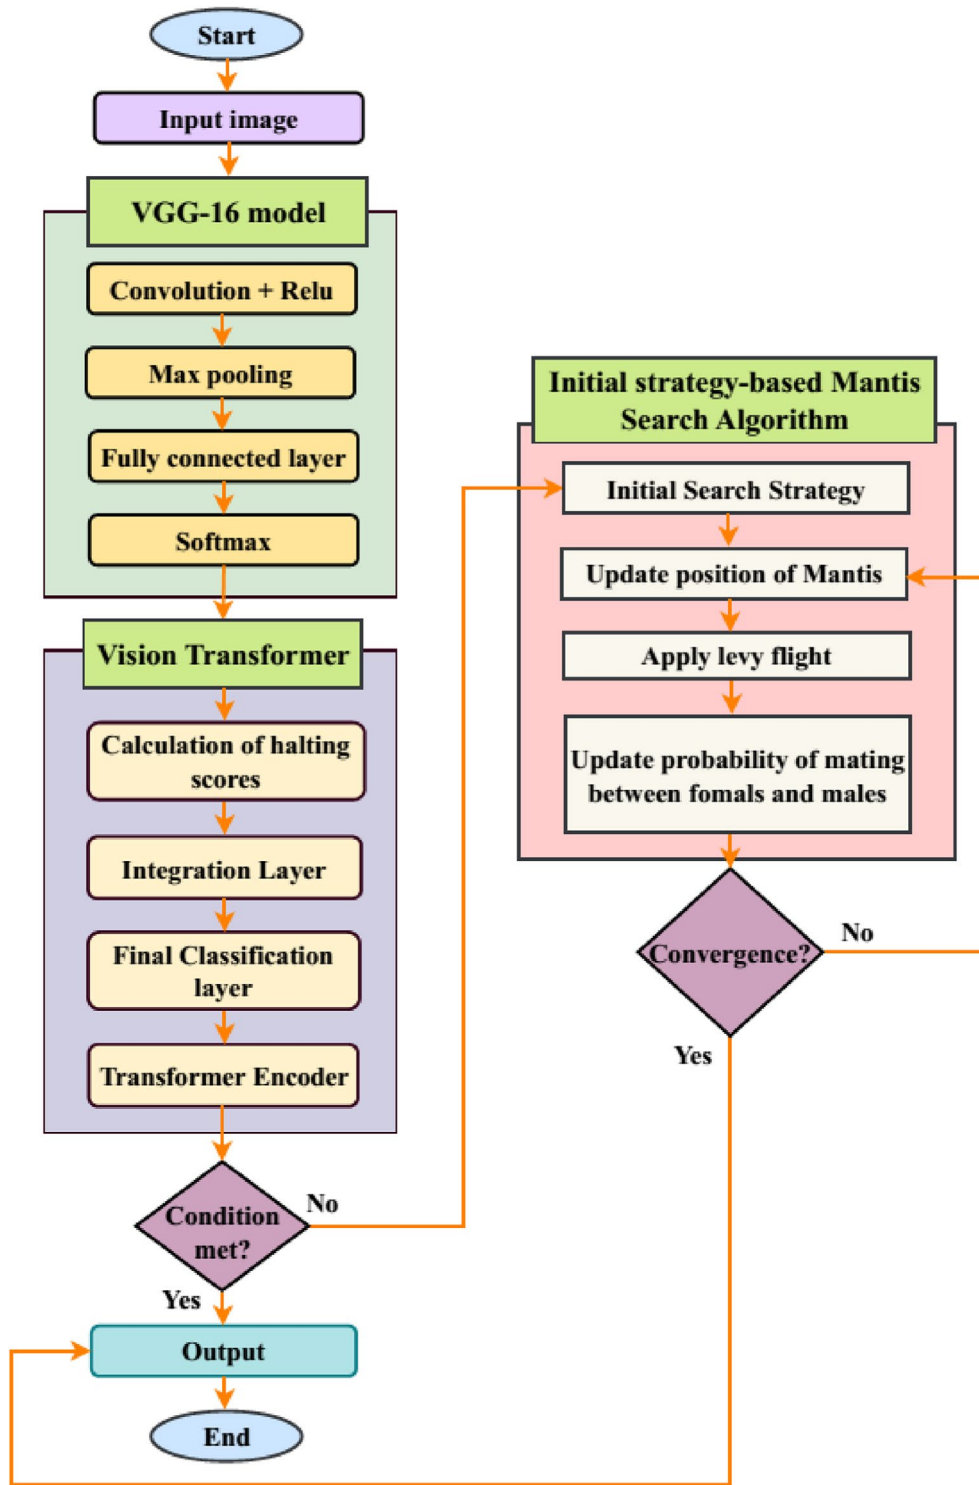 Start
Input image
VGG-16 model
Convolution + Relu
Max pooling
Fully connected layer
Softmax
Vision Transformer
Calculation of halting
scores
Integration Layer
Final Classification
layer
Transformer Encoder
Condition
met?
No
Yes
Output
End
Initial strategy-based Mantis
Search Algorithm
Initial Search Strategy
Update position of Mantis
Apply levy flight
Update probability of mating
between fomals and males
Convergence?
No
Yes